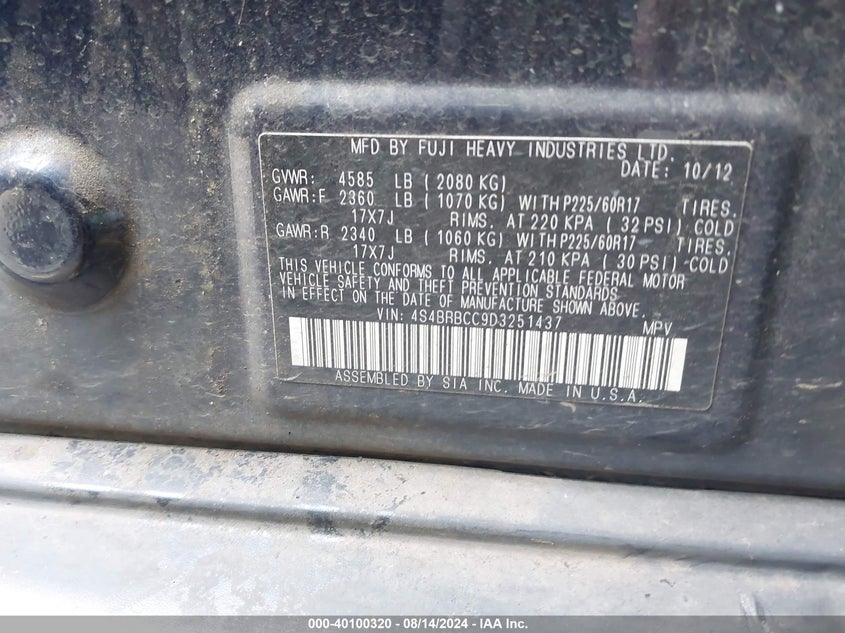 MFD BY FUJI HEAVY INDUSTRIES LTD.
DATE: 10/12
GVWR: 4585 LB ( 2080 KG)
GAWR:F 2360 LB ( 1070 KG) WITH P225/60R17 TIRES.
17X7J RIMS. AT 220 KPA ( 32 PSI) COLD
GAWR:R 2340 LB ( 1060 KG) WITH P225/60R17 TIRES.
17X7J RIMS. AT 210 KPA ( 30 PSI) COLD
THIS VEHICLE CONFORMS TO ALL APPLICABLE FEDERAL MOTOR
VEHICLE SAFETY AND THEFT PREVENTION STANDARDS
IN EFFECT ON THE DATE OF MANUFACTURE SHOWN ABOVE.
VIN: 4S4BRBCC9D3251437 MPV
ASSEMBLED BY SIA INC. MADE IN U.S.A.
000-40100320 - 08/14/2024 - IAA Inc.